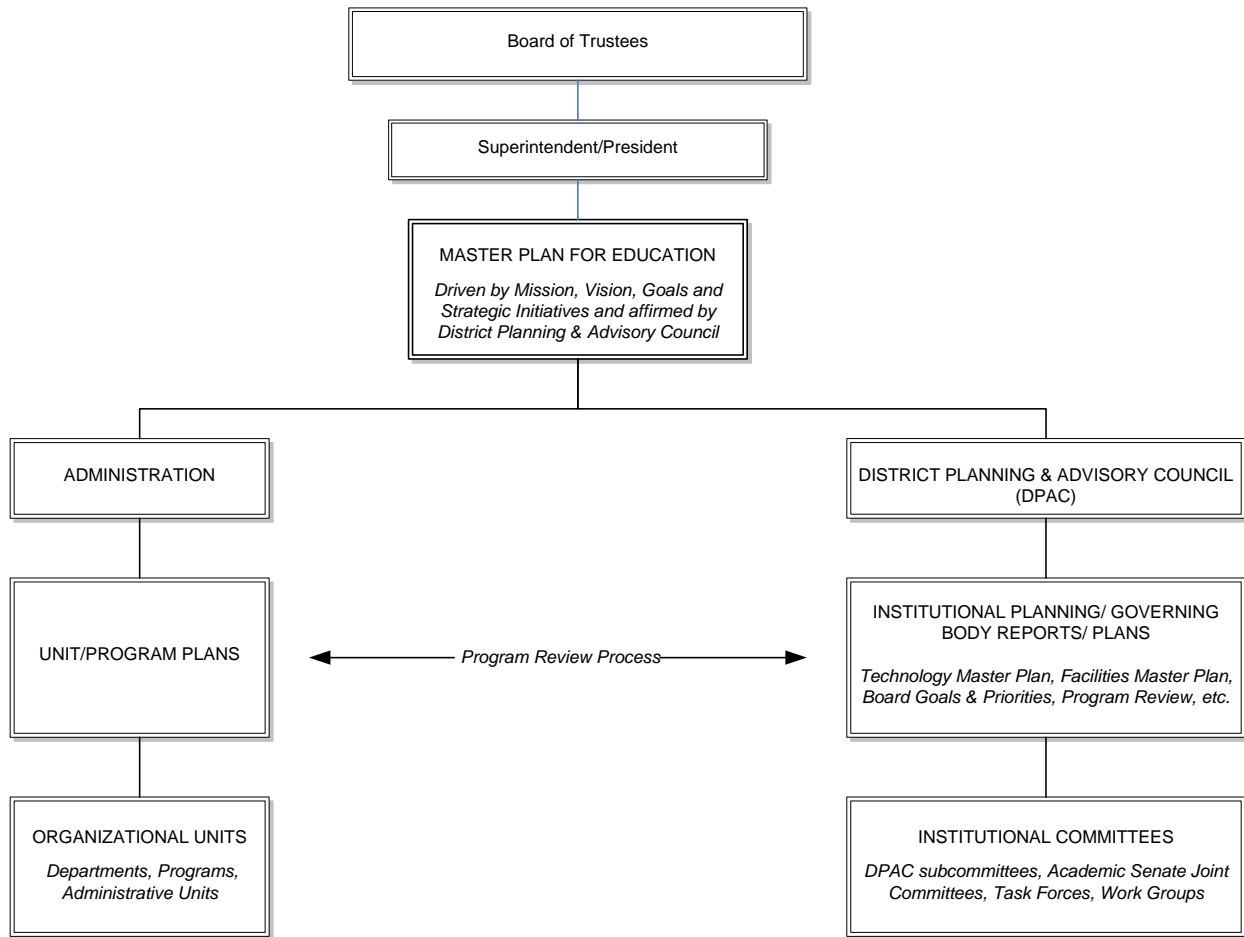 Board of Trustees
Superintendent/President
MASTER PLAN FOR EDUCATION
Driven by Mission, Vision, Goals and
Strategic Initiatives and affirmed by
District Planning & Advisory Council
ADMINISTRATION
DISTRICT PLANNING & ADVISORY COUNCIL
(DPAC)
UNIT/PROGRAM PLANS
Program Review Process
INSTITUTIONAL PLANNING/ GOVERNING
BODY REPORTS/ PLANS
Technology Master Plan, Facilities Master Plan,
Board Goals & Priorities, Program Review, etc.
ORGANIZATIONAL UNITS
Departments, Programs,
Administrative Units
INSTITUTIONAL COMMITTEES
DPAC subcommittees, Academic Senate Joint
Committees, Task Forces, Work Groups